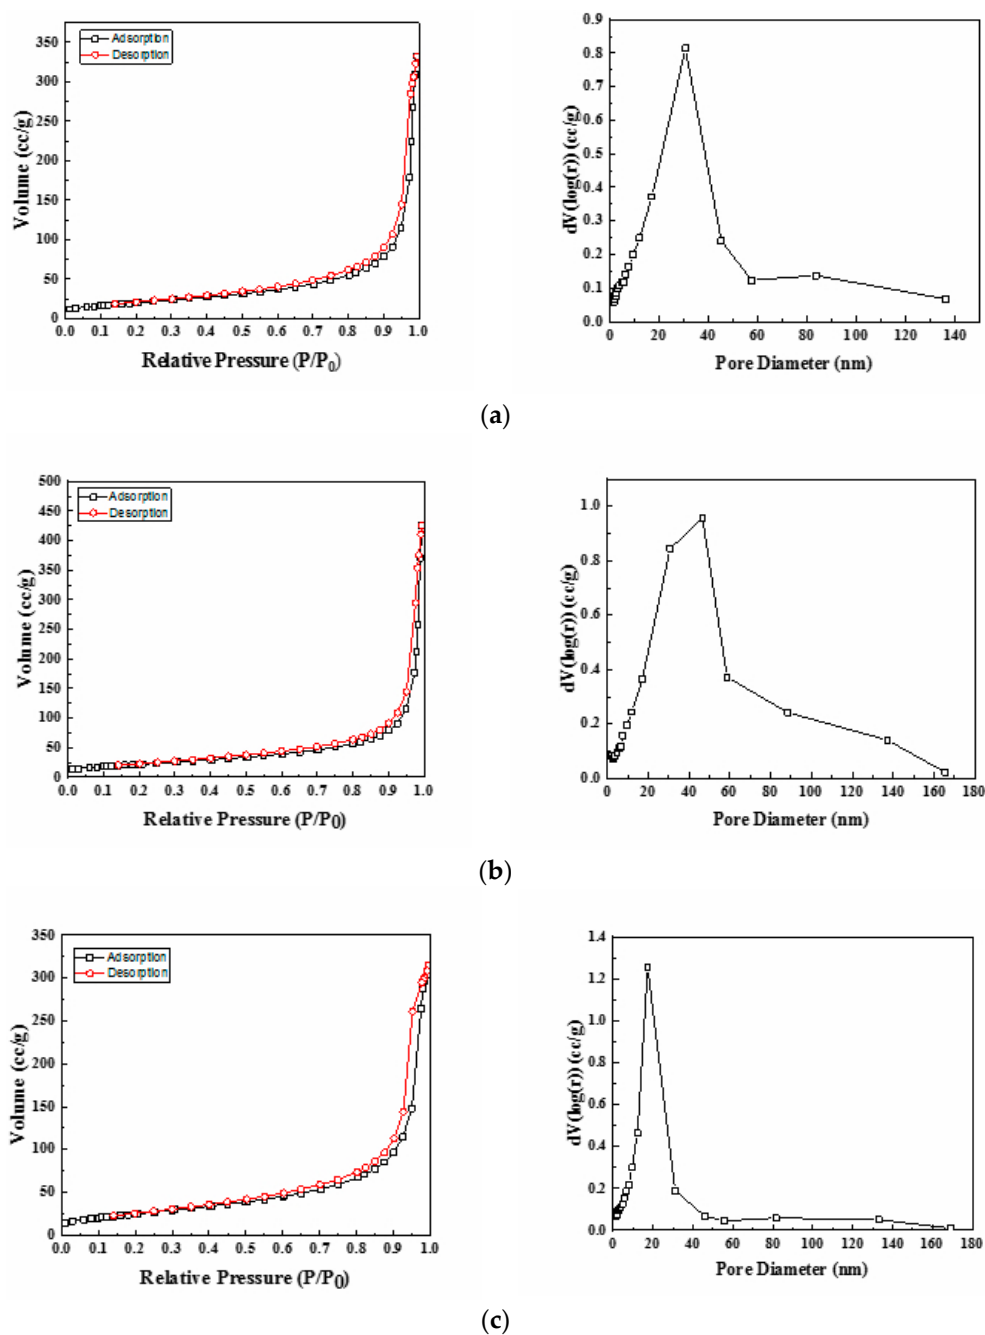 Adsorption
Desorption
350
300
250
200
150
100
50
0
Volume (cc/g)
0.0 0.1 0.2 0.3 0.4 0.5 0.6 0.7 0.8 0.9 1.0
Relative Pressure (P/P0)
0.9
0.8
0.7
0.6
0.5
0.4
0.3
0.2
0.1
0.0
dV(log(r)) (cc/g)
0 20 40 60 80 100 120 140
Pore Diameter (nm)
(a)
Adsorption
Desorption
500
450
400
350
300
250
200
150
100
50
0
Volume (cc/g)
0.0 0.1 0.2 0.3 0.4 0.5 0.6 0.7 0.8 0.9 1.0
Relative Pressure (P/P0)
1.0
0.8
0.6
0.4
0.2
0.0
dV(log(r)) (cc/g)
0 20 40 60 80 100 120 140 160 180
Pore Diameter (nm)
(b)
Adsorption
Desorption
350
300
250
200
150
100
50
0
Volume (cc/g)
0.0 0.1 0.2 0.3 0.4 0.5 0.6 0.7 0.8 0.9 1.0
Relative Pressure (P/P0)
1.4
1.2
1.0
0.8
0.6
0.4
0.2
0.0
dV(log(r)) (cc/g)
0 20 40 60 80 100 120 140 160 180
Pore Diameter (nm)
(c)